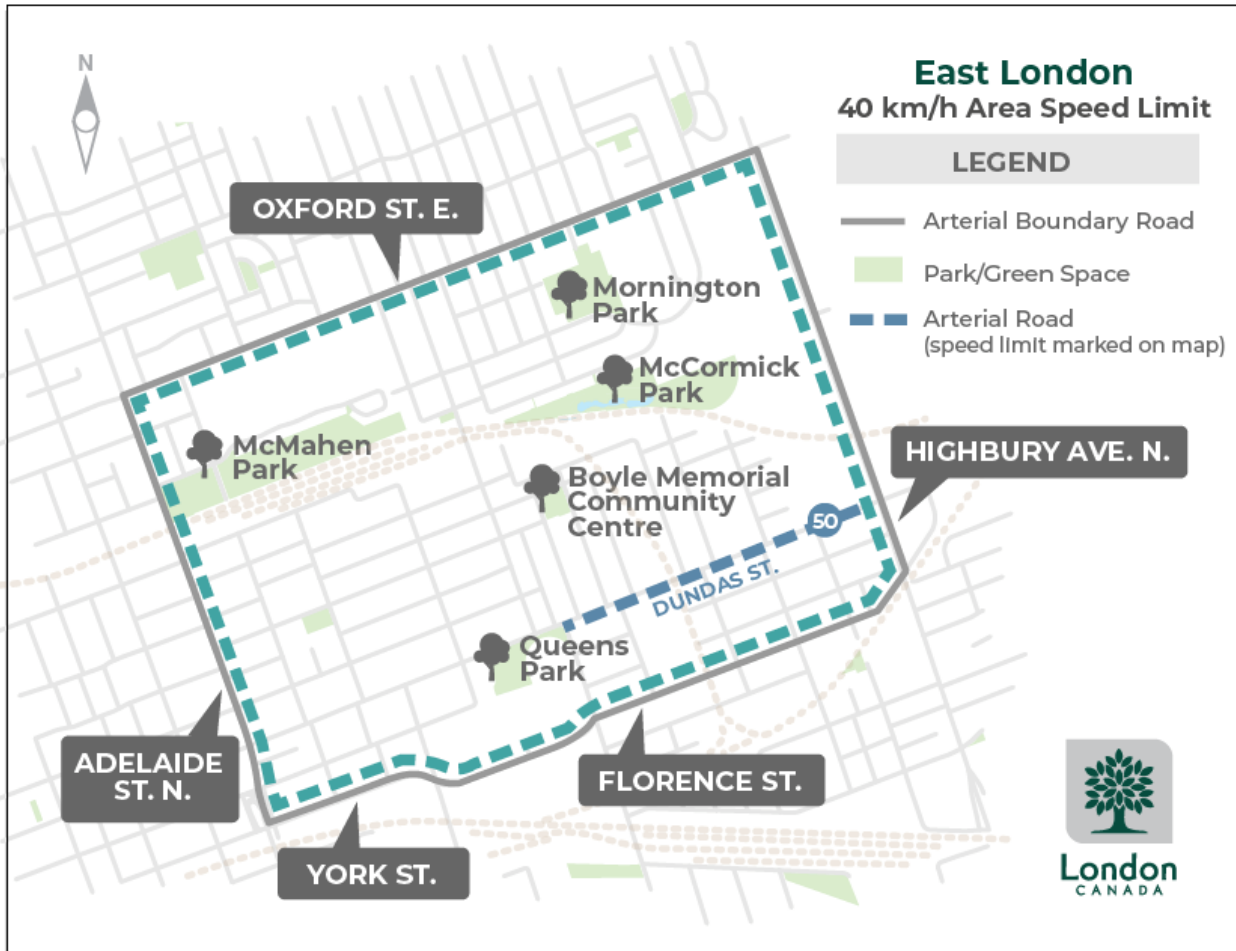 N
East London
40 km/h Area Speed Limit
LEGEND
Arterial Boundary Road
Park/Green Space
Arterial Road
(speed limit marked on map)
OXFORD ST. E.
Mornington
Park
McCormick
Park
McMahen
Park
HIGHBURY AVE. N.
Boyle Memorial
Community
Centre
50
DUNDAS ST.
Queens
Park
ADELAIDE
ST. N.
FLORENCE ST.
YORK ST.
London
CANADA